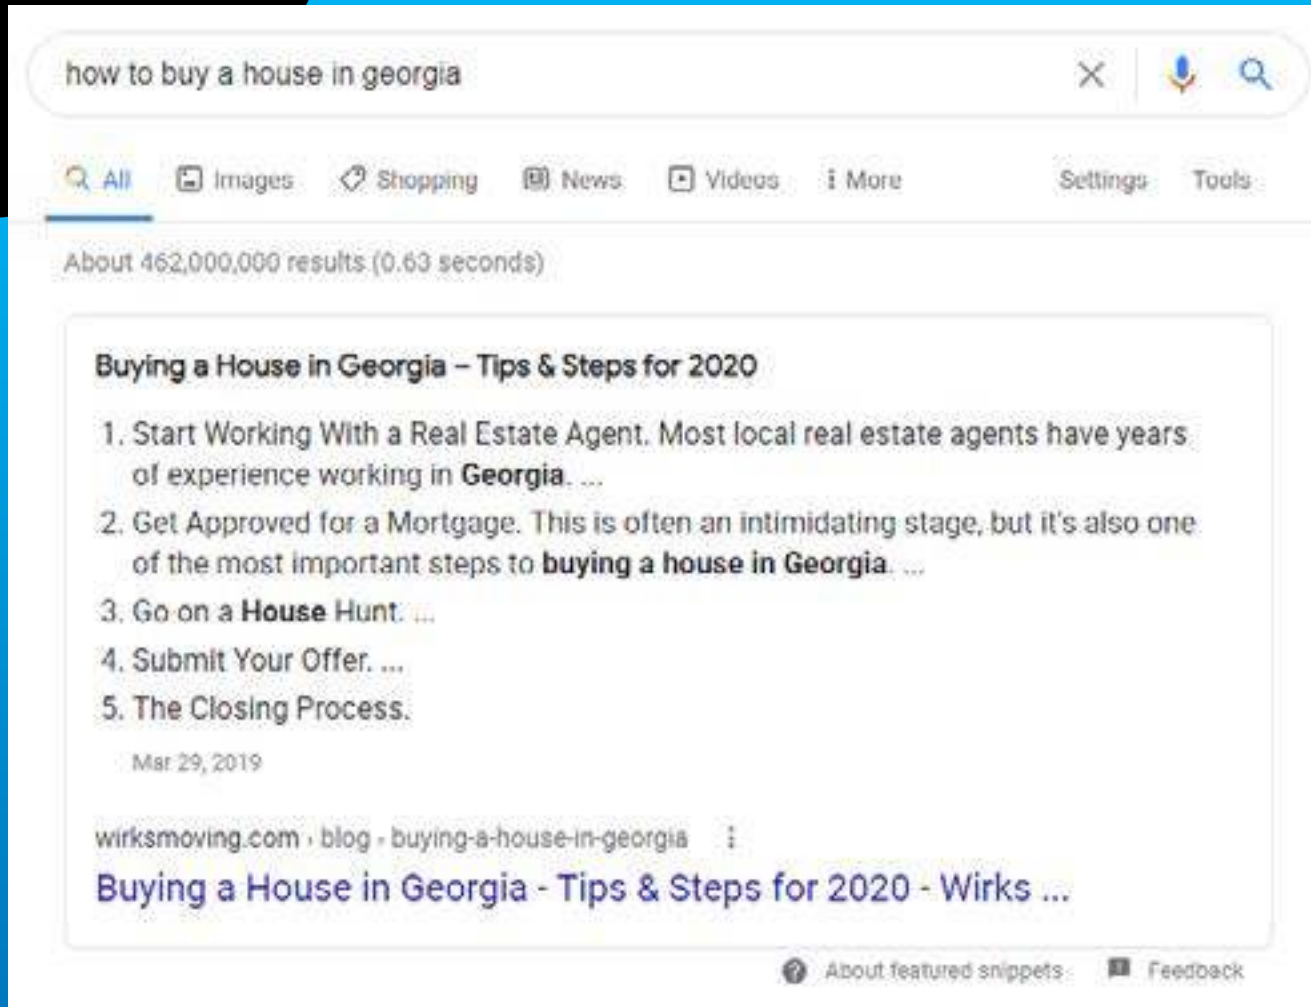 how to buy a house in georgia
All Images Shopping News Videos More Settings Tools
About 462,000,000 results (0.63 seconds)
Buying a House in Georgia – Tips & Steps for 2020
1. Start Working With a Real Estate Agent. Most local real estate agents have years
of experience working in Georgia. ...
2. Get Approved for a Mortgage. This is often an intimidating stage, but it's also one
of the most important steps to buying a house in Georgia. ...
3. Go on a House Hunt. ...
4. Submit Your Offer. ...
5. The Closing Process.
Mar 29, 2019
wirksmoving.com › blog › buying-a-house-in-georgia
Buying a House in Georgia - Tips & Steps for 2020 - Wirks ...
About featured snippets Feedback